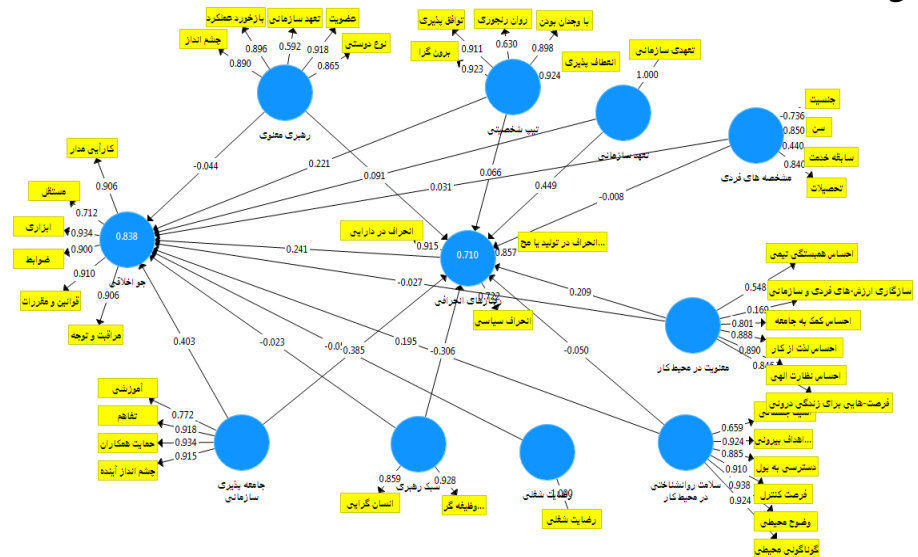 بازخورد عملکرد
تعهد سازمانی
عضویت
چشم انداز
نوع دوستی
0.890
0.896
0.592
0.918
0.865
رهبری معنوی
توافق پذیری
روان رنجوری
با وجدان بودن
برون گرا
انعطاف پذیری
0.911
0.630
0.898
0.923
0.924
تیپ شخصیتی
تعهدی سازمانی
1.000
تعهد سازمانی
جنسیت
سن
سابقه خدمت
تحصیلات
-0.736
0.850
0.440
0.840
مشخصه های فردی
کارآیی مدار
مستقل
ابزاری
ضوابط
قوانین و مقررات
مراقبت و توجه
0.906
0.712
0.934
0.900
0.910
0.906
0.838
جو اخلاقی
-0.044
0.221
0.091
0.031
0.066
0.449
-0.008
0.241
-0.027
0.209
انحراف در دارایی
0.915
0.710
0.857
انحراف در تولید یا مح...
0.722
رفتارهای انحرافی
انحراف سیاسی
احساس همبستگی تیمی
سازگاری ارزش-های فردی و سازمانی
احساس کمک به جامعه
احساس لذت از کار
احساس نظارت الهی
فرصت-هایی برای زندگی درونی
0.548
0.169
0.801
0.888
0.890
0.846
معنویت در محیط کار
0.403
-0.023
0.385
0.195
-0.306
-0.050
آموزشی
تفاهم
حمایت همکاران
چشم انداز آینده
0.772
0.918
0.934
0.915
جامعه پذیری
سازمانی
0.859
0.928
سبک رهبری
انسان گرایی
وظیفه گر...
1.000
رضایت شغلی
رضایت شغلی
اهداف بیرونی...
دسترسی به پول
فرصت کنترل
وضوح محیطی
گوناگونی محیطی
0.659
0.924
0.885
0.910
0.938
0.924
سلامت روانشناختی
در محیط کار